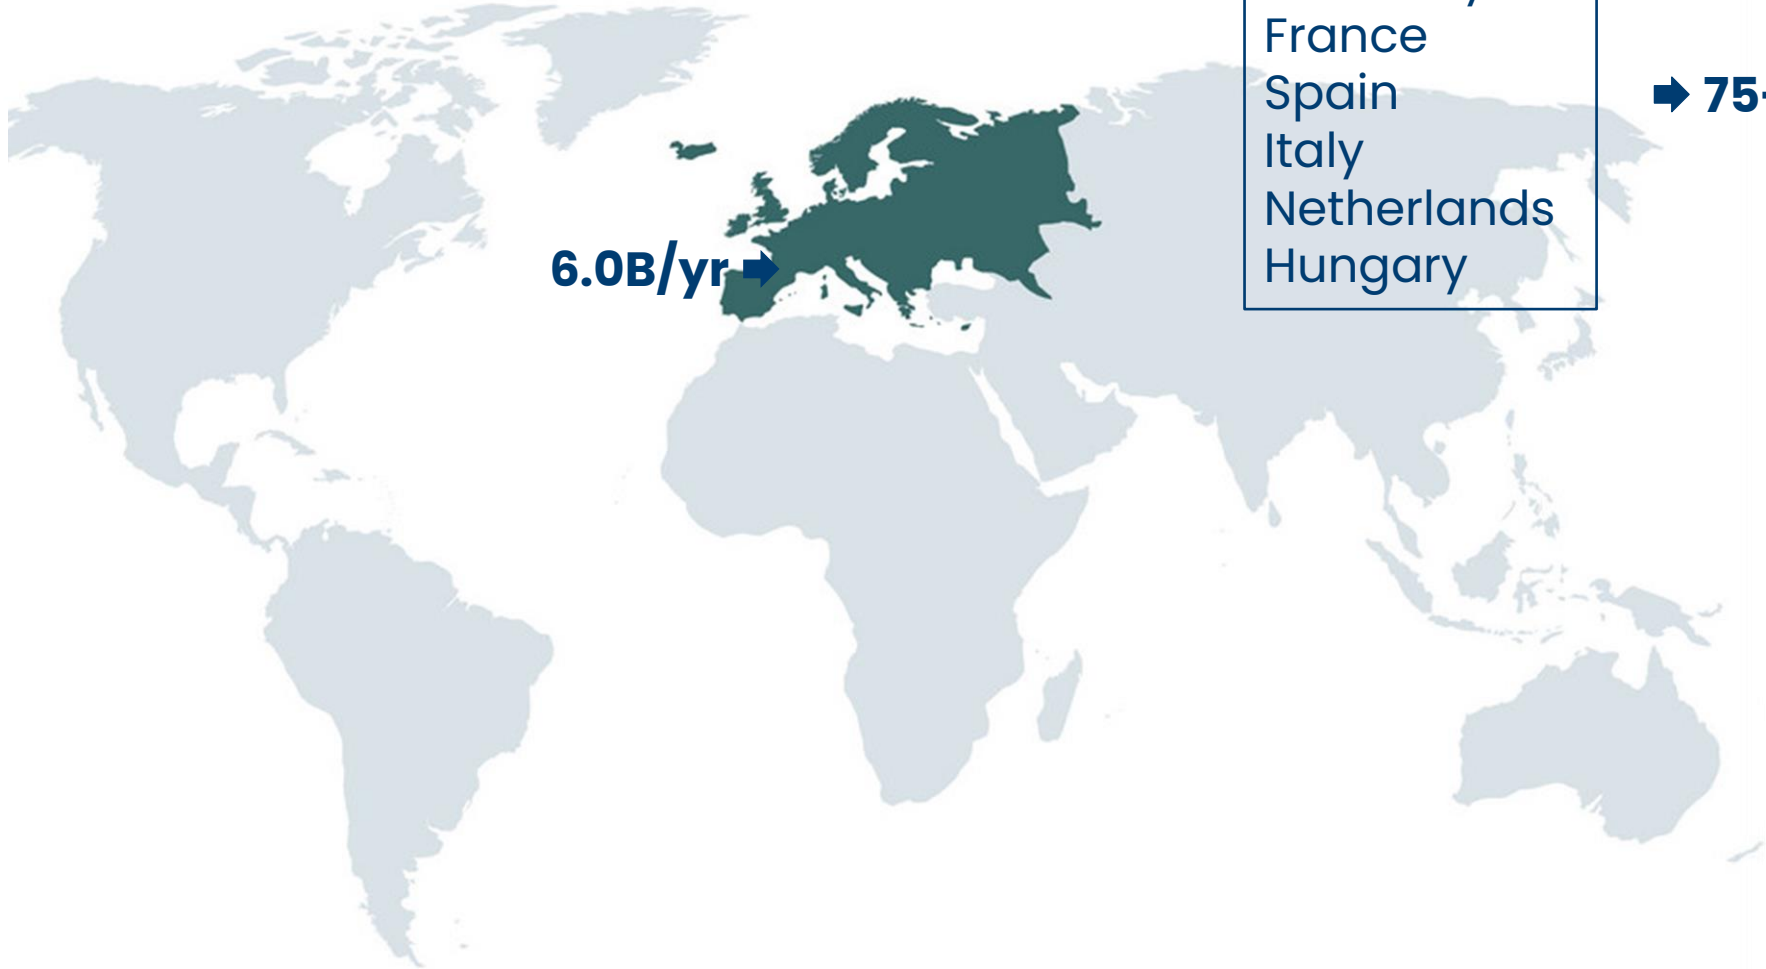 France
Spain
➡ 75-
Italy
Netherlands
6.0B/yr ➡
Hungary